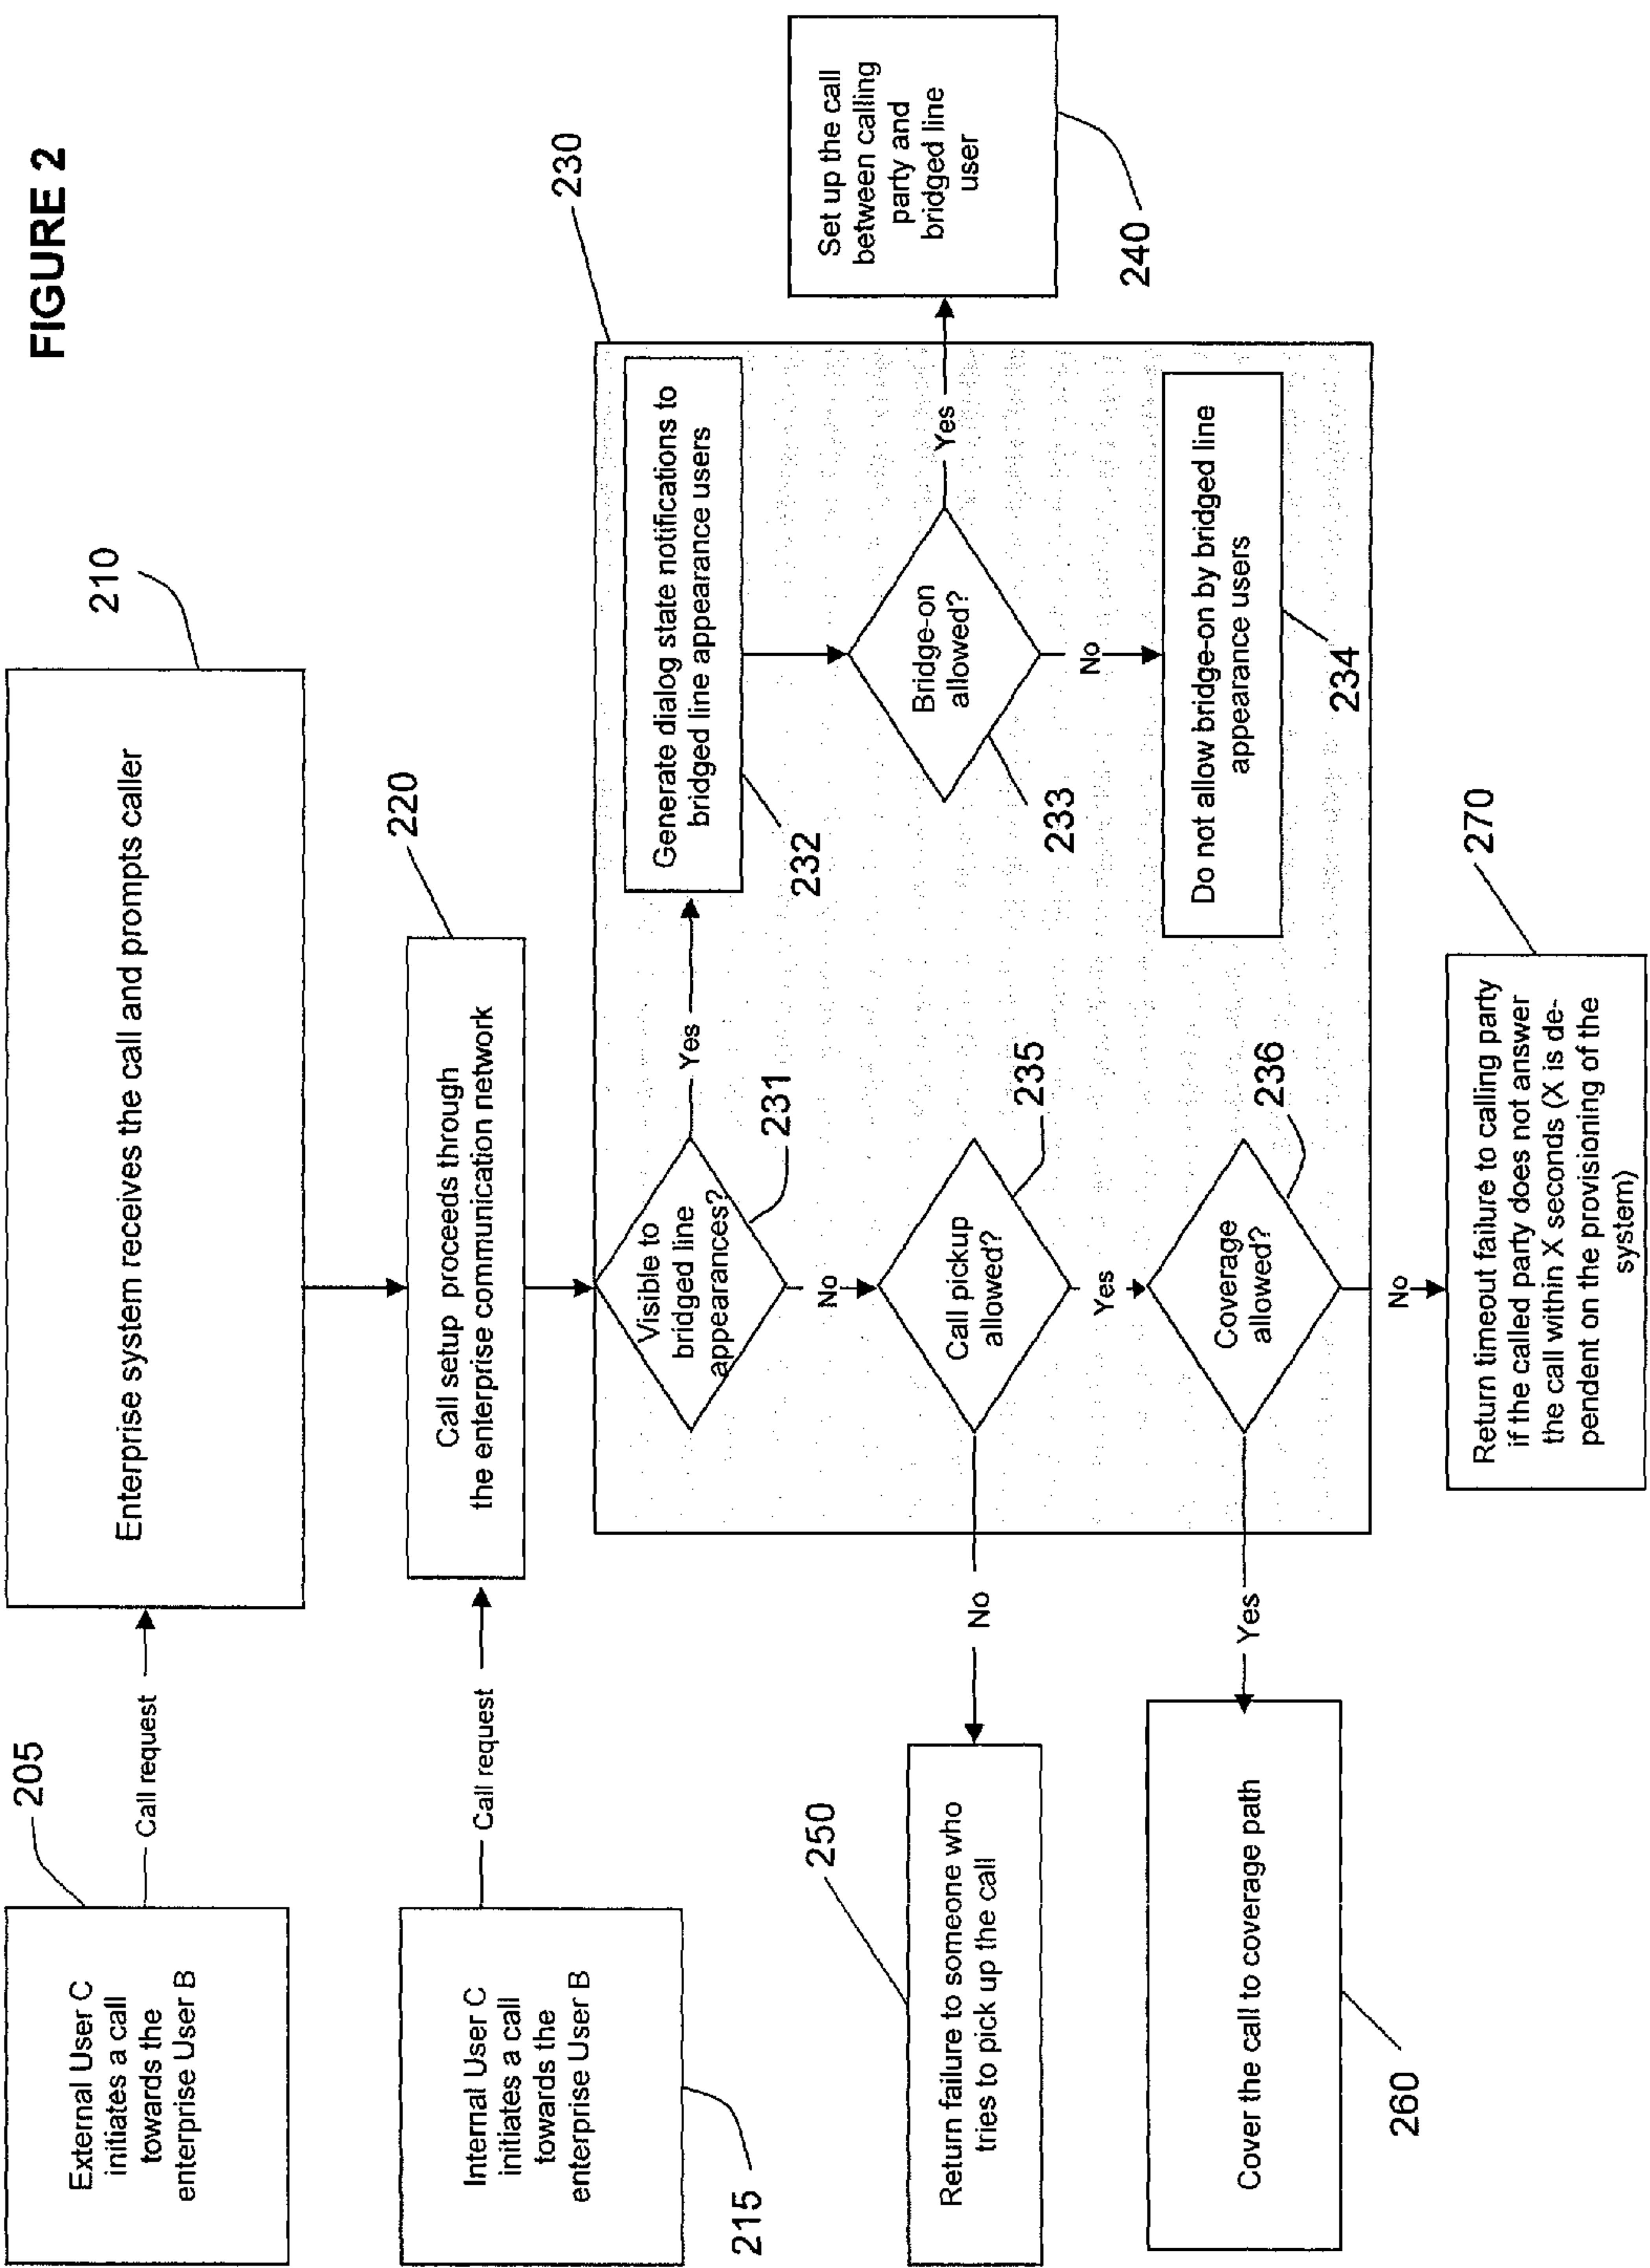 FIGURE 2
205
External User C
initiates a call
towards the
enterprise User B
Call request
210
Enterprise system receives the call and prompts caller
215
Internal User C
initiates a call
towards the
enterprise User B
Call request
220
Call setup proceeds through
the enterprise communication network
230
Visible to
bridged line
appearances?
231
Yes
Generate dialog state notifications to
bridged line appearance users
232
Bridge-on
allowed?
233
Yes
Set up the call
between calling
party and
bridged line
user
240
No
Do not allow bridge-on by bridged line
appearance users
234
No
Call pickup
allowed?
235
No
250
Return failure to someone who
tries to pick up the call
Yes
Coverage
allowed?
236
Yes
Cover the call to coverage path
260
No
270
Return timeout failure to calling party
if the called party does not answer
the call within X seconds (X is de-
pendent on the provisioning of the
system)